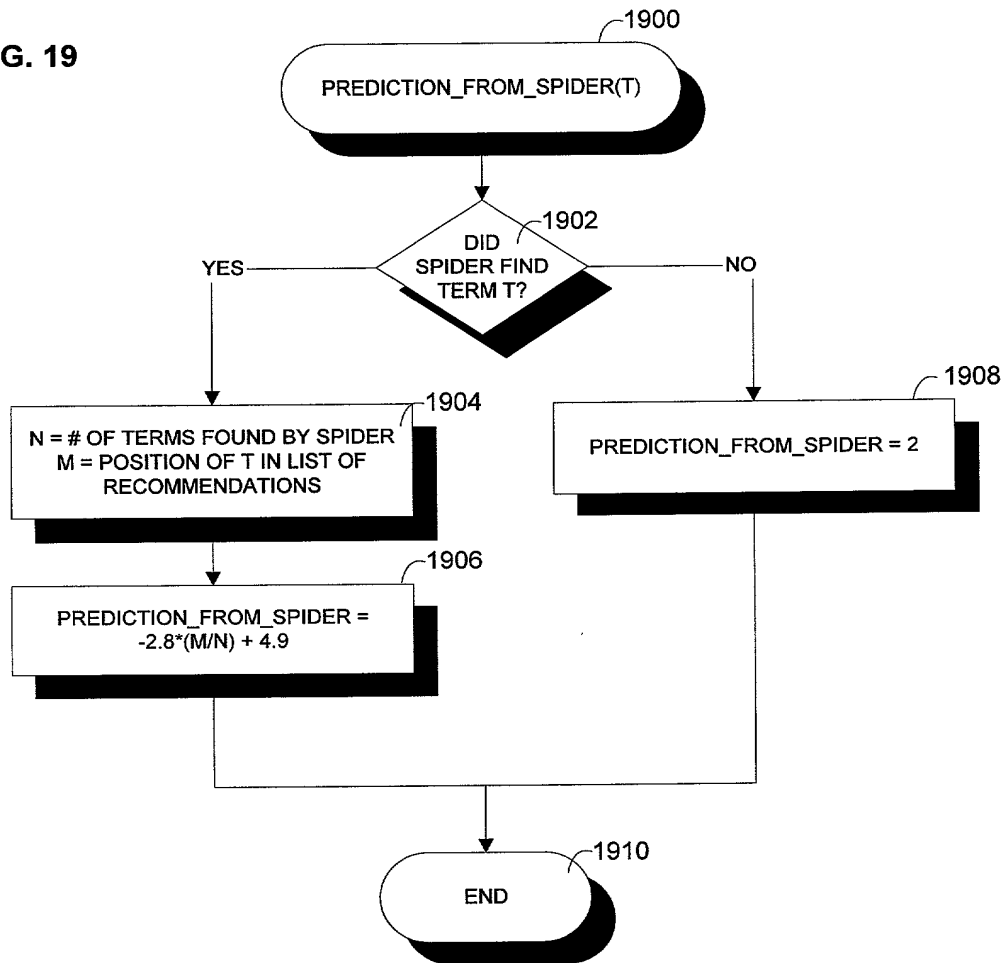 G. 19
1900
PREDICTION_FROM_SPIDER(T)
1902
DID
SPIDER FIND
TERM T?
YES
NO
1904
N = # OF TERMS FOUND BY SPIDER
M = POSITION OF T IN LIST OF
RECOMMENDATIONS
1908
PREDICTION_FROM_SPIDER = 2
1906
PREDICTION_FROM_SPIDER =
-2.8*(M/N) + 4.9
1910
END